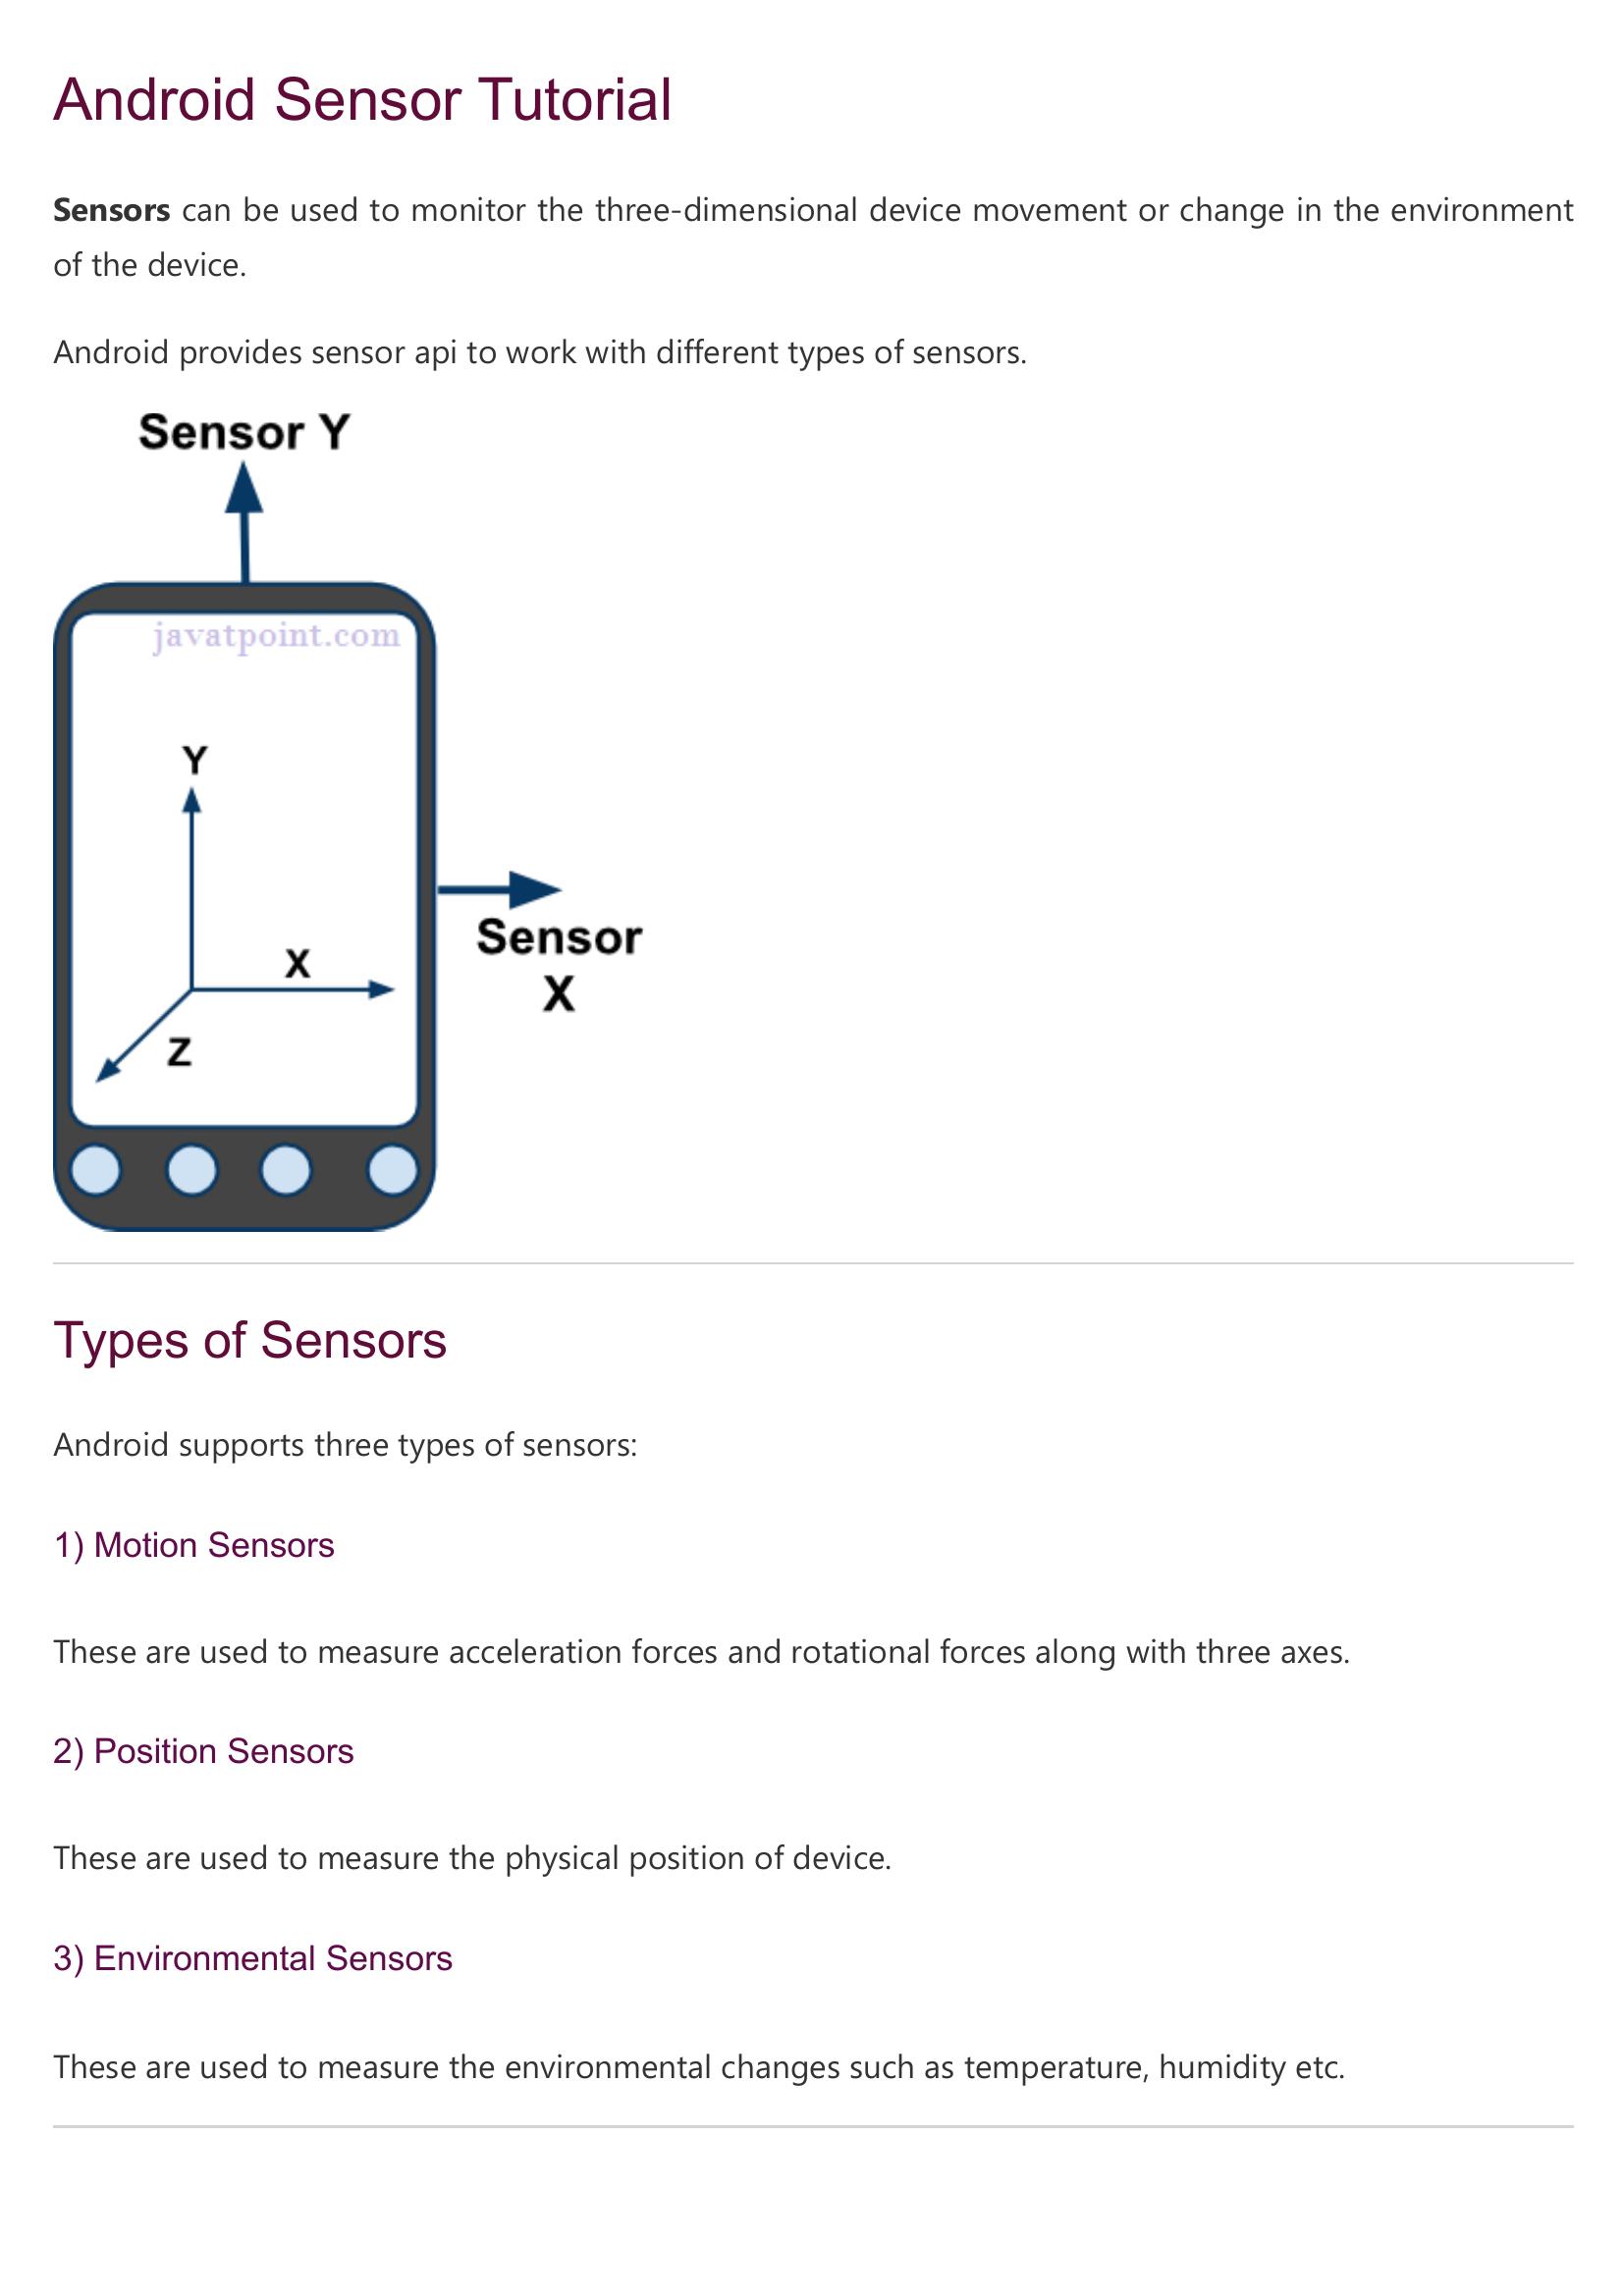 Android Sensor Tutorial
Sensors can be used to monitor the three-dimensional device movement or change in the environment
of the device.
Android provides sensor api to work with different types of sensors.
Sensor Y
javatpoint.com
Y
X
Sensor
X
Z
Types of Sensors
Android supports three types of sensors:
1) Motion Sensors
These are used to measure acceleration forces and rotational forces along with three axes.
2) Position Sensors
These are used to measure the physical position of device.
3) Environmental Sensors
These are used to measure the environmental changes such as temperature, humidity etc.